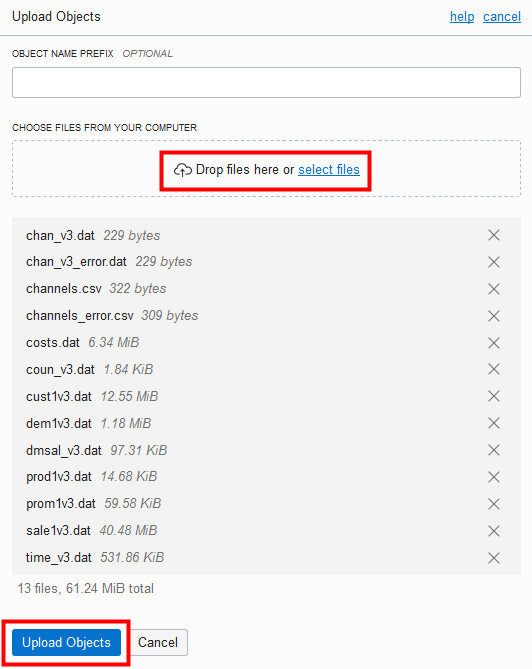 Upload Objects help cancel
OBJECT NAME PREFIX OPTIONAL
CHOOSE FILES FROM YOUR COMPUTER
Drop files here or select files
chan_v3.dat 229 bytes
chan_v3_error.dat 229 bytes
channels.csv 322 bytes
channels_error.csv 309 bytes
costs.dat 6.34 MiB
coun_v3.dat 1.84 KiB
cust1v3.dat 12.55 MiB
dem1v3.dat 1.18 MiB
dmsal_v3.dat 97.31 KiB
prod1v3.dat 14.68 KiB
prom1v3.dat 59.58 KiB
sale1v3.dat 40.48 MiB
time_v3.dat 531.86 KiB
13 files, 61.24 MiB total
Upload Objects Cancel